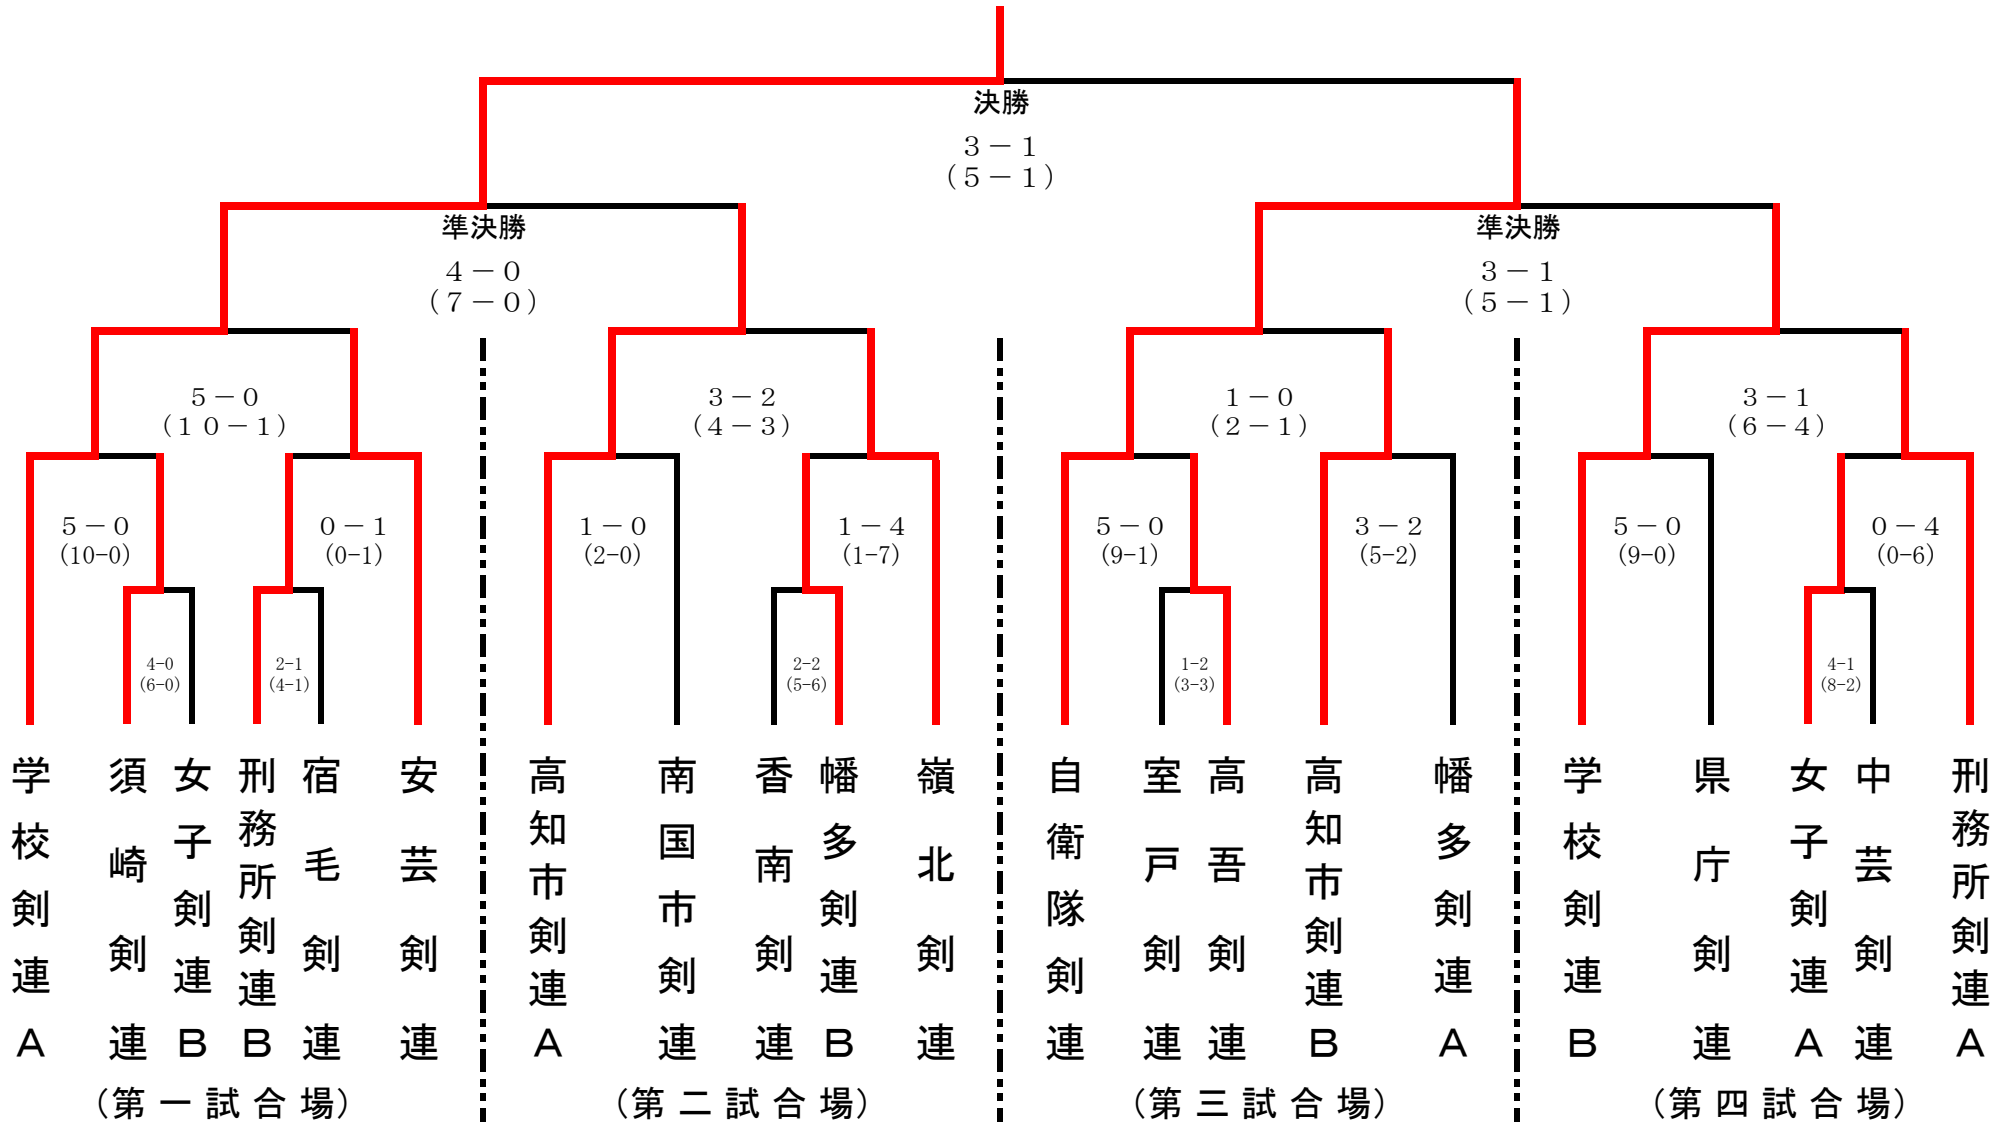 決勝
３－１
（５－１）
準決勝
４－０
（７－０）
準決勝
３－１
（５－１）
５－０
（１０－１）
３－２
（４－３）
１－０
（２－１）
３－１
（６－４）
５－０
(10-0)
０－１
(0-1)
１－０
(2-0)
１－４
(1-7)
５－０
(9-1)
３－２
(5-2)
５－０
(9-0)
０－４
(0-6)
4-0
(6-0)
2-1
(4-1)
2-2
(5-6)
1-2
(3-3)
4-1
(8-2)
学校剣連Ａ
須崎剣連
女子剣連Ｂ
刑務所剣連Ｂ
宿毛剣連
安芸剣連
高知市剣連Ａ
南国市剣連
香南剣連
幡多剣連Ｂ
嶺北剣連
自衛隊剣連
室戸剣連
高吾剣連
高知市剣連Ｂ
幡多剣連Ａ
学校剣連Ｂ
県庁剣連
女子剣連Ａ
中芸剣連
刑務所剣連Ａ
（第一試合場）
（第二試合場）
（第三試合場）
（第四試合場）